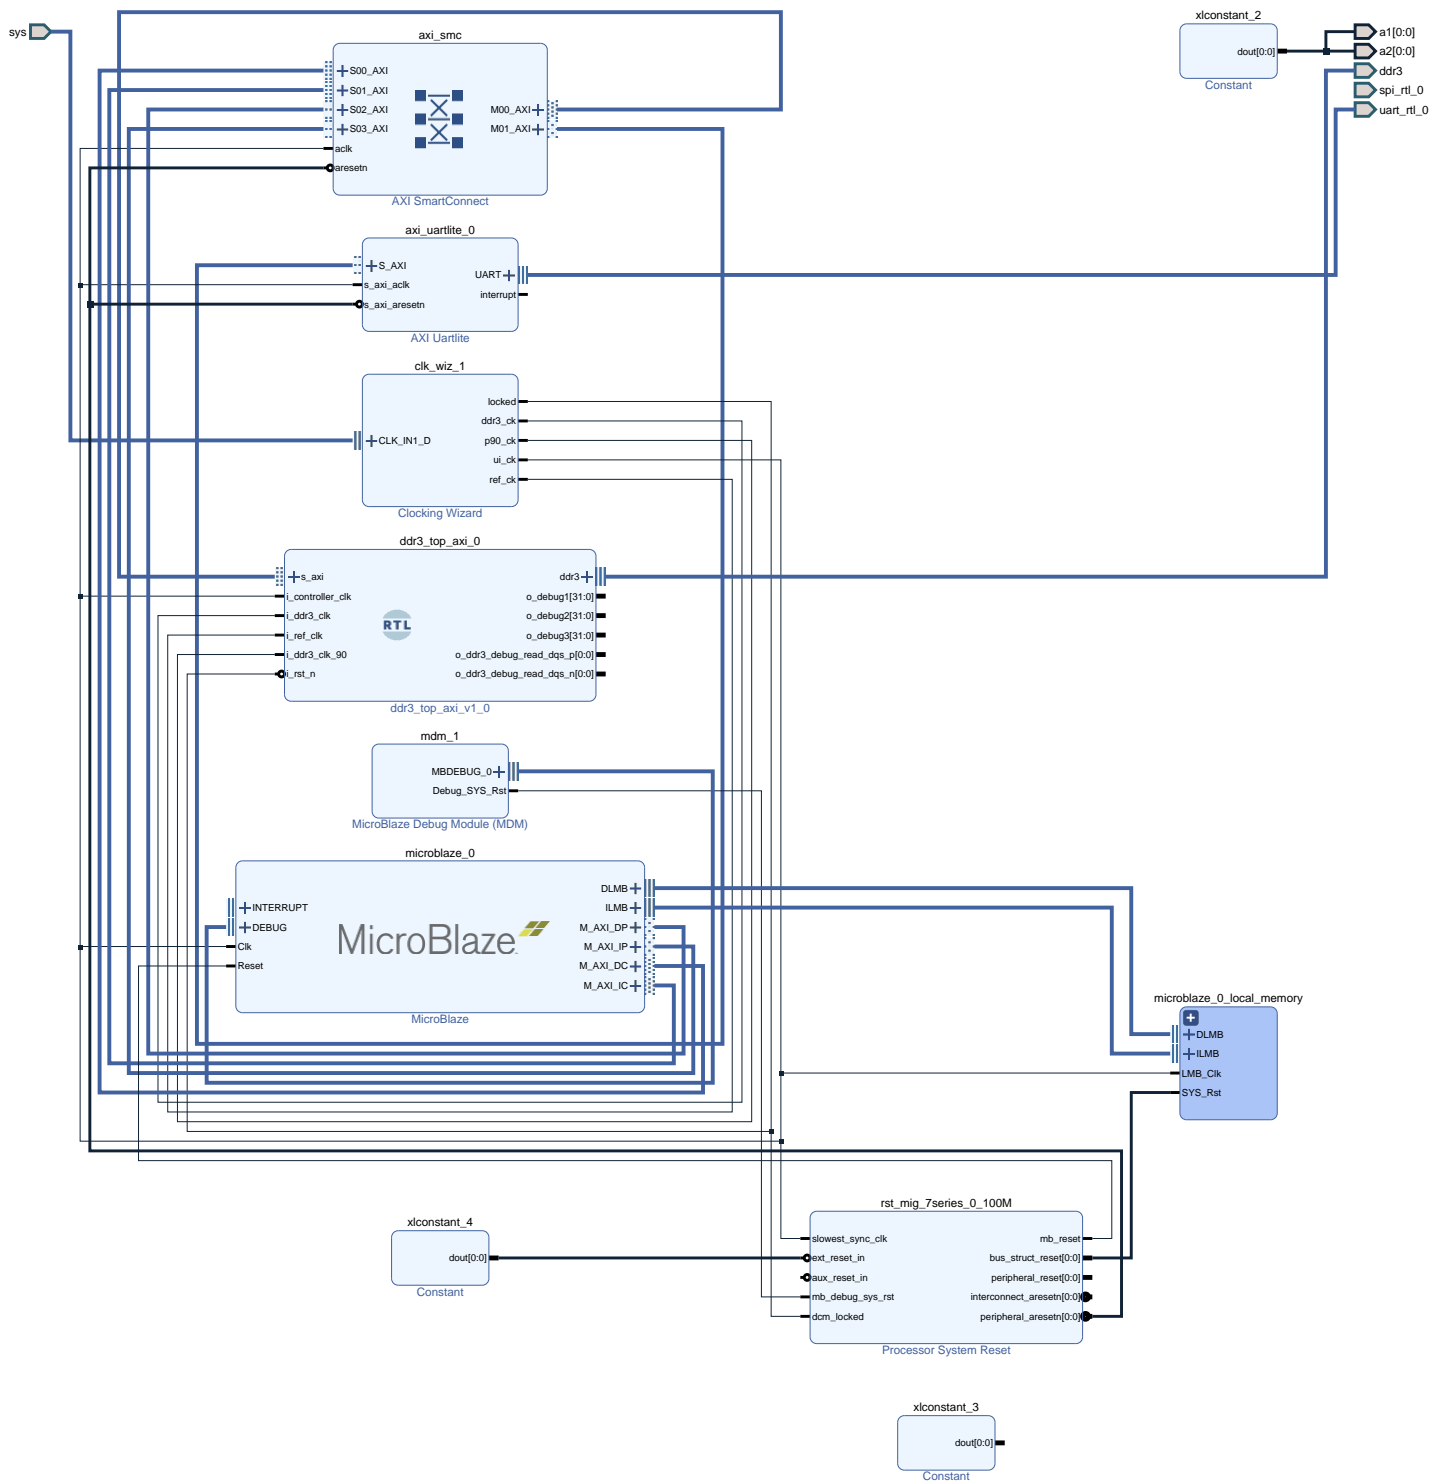 sys
axi_smc
S00_AXI
S01_AXI
S02_AXI
S03_AXI
aclk
aresetn
M00_AXI
M01_AXI
AXI SmartConnect
xlconstant_2
dout[0:0]
Constant
a1[0:0]
a2[0:0]
ddr3
spi_rtl_0
uart_rtl_0
axi_uartlite_0
S_AXI
s_axi_aclk
s_axi_aresetn
UART
interrupt
AXI Uartlite
clk_wiz_1
CLK_IN1_D
locked
ddr3_ck
p90_ck
ui_ck
ref_ck
Clocking Wizard
ddr3_top_axi_0
s_axi
i_controller_clk
i_ddr3_clk
i_ref_clk
i_ddr3_clk_90
i_rst_n
RTL
ddr3
o_debug1[31:0]
o_debug2[31:0]
o_debug3[31:0]
o_ddr3_debug_read_dqs_p[0:0]
o_ddr3_debug_read_dqs_n[0:0]
ddr3_top_axi_v1_0
mdm_1
MBDEBUG_0
Debug_SYS_Rst
MicroBlaze Debug Module (MDM)
microblaze_0
INTERRUPT
DEBUG
Clk
Reset
MicroBlaze
DLMB
ILMB
M_AXI_DP
M_AXI_IP
M_AXI_DC
M_AXI_IC
MicroBlaze
microblaze_0_local_memory
DLMB
ILMB
LMB_Clk
SYS_Rst
rst_mig_7series_0_100M
slowest_sync_clk
ext_reset_in
aux_reset_in
mb_debug_sys_rst
dcm_locked
mb_reset
bus_struct_reset[0:0]
peripheral_reset[0:0]
interconnect_aresetn[0:0]
peripheral_aresetn[0:0]
Processor System Reset
xlconstant_4
dout[0:0]
Constant
xlconstant_3
dout[0:0]
Constant